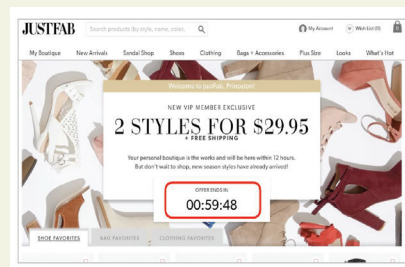 JUSTFAB
Search products (by style, name, color,
My Account
Wish List (0)
My Boutique New Arrivals Sandal Shop Shoes Clothing Bags + Accessories Plus Size Looks What's Hot
Welcome to JustFab, Princeton!
NEW VIP MEMBER EXCLUSIVE
2 STYLES FOR $29.95
+ FREE SHIPPING
Your personal boutique is the works and will be here within 12 hours.
But don't wait to shop, new season styles have already arrived!
OFFER ENDS IN
00:59:48
SHOE FAVORITES BAG FAVORITES CLOTHING FAVORITES